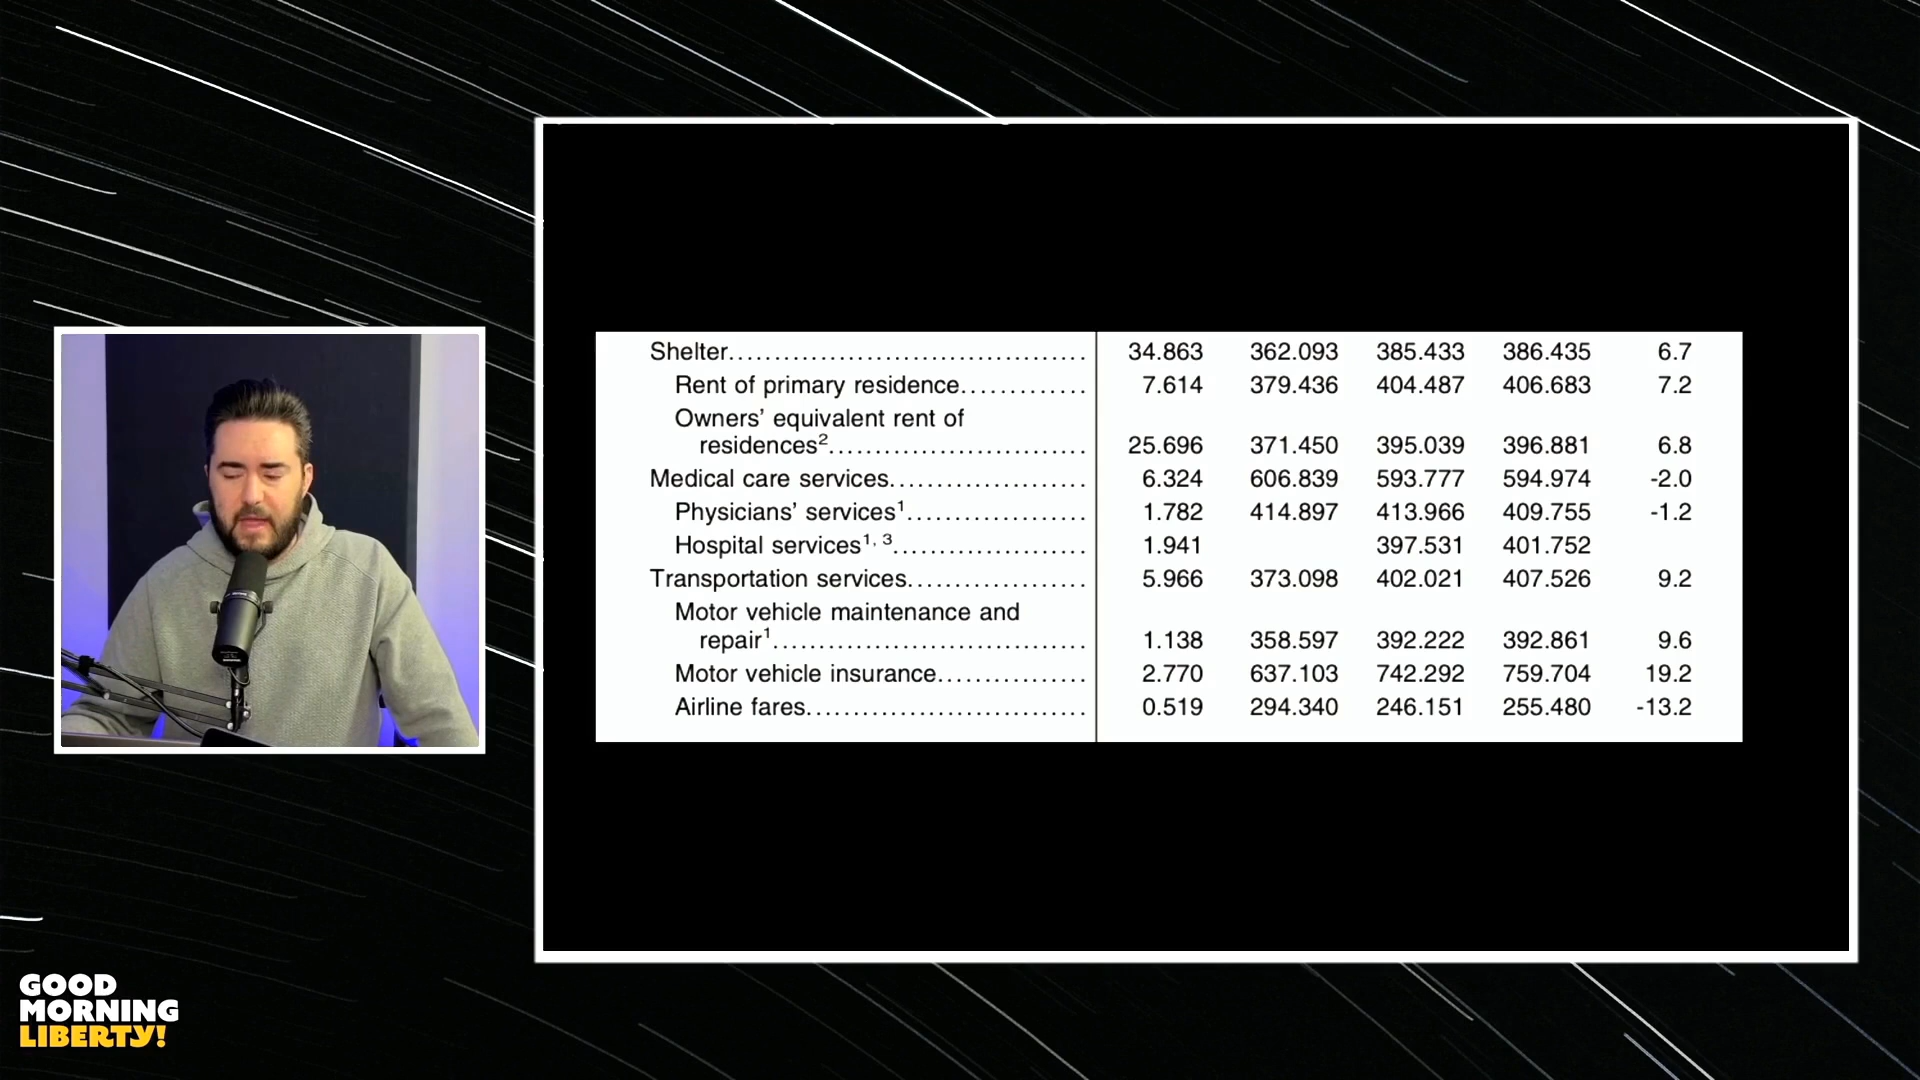 Shelter....................................... 34.863 362.093 385.433 386.435 6.7
Rent of primary residence.............. 7.614 379.436 404.487 406.683 7.2
Owners’ equivalent rent of
residences²............................ 25.696 371.450 395.039 396.881 6.8
Medical care services..................... 6.324 606.839 593.777 594.974 -2.0
Physicians’ services¹.................... 1.782 414.897 413.966 409.755 -1.2
Hospital services¹˒ ³..................... 1.941 397.531 401.752
Transportation services................... 5.966 373.098 402.021 407.526 9.2
Motor vehicle maintenance and
repair¹.................................. 1.138 358.597 392.222 392.861 9.6
Motor vehicle insurance................ 2.770 637.103 742.292 759.704 19.2
Airline fares............................... 0.519 294.340 246.151 255.480 -13.2
GOOD
MORNING
LIBERTY!